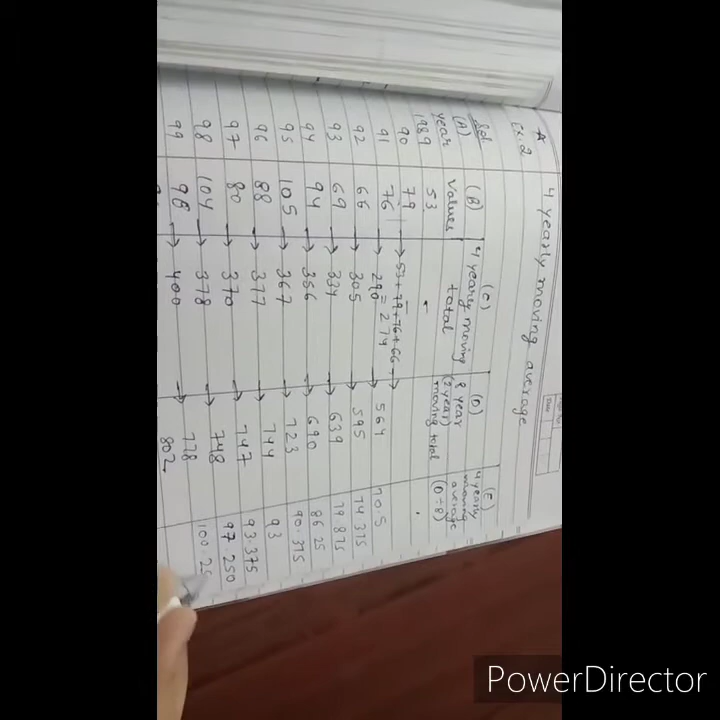 A
Ex. 2 4 yearly moving average
Sol (A) (B) (C) (D) (E)
year values 4 yearly moving total 8 year (2 year) moving total 4 yearly moving average (D÷8)
1989 53
90 79 53+79+76+66 = 274
91 76 290 564 70.5
92 66 305 595 74.375
93 69 334 639 79.875
94 94 356 690 86.25
95 105 367 723 90.375
96 88 377 744 93
97 80 370 747 93.375
98 104 378 748 97.250
99 96 400 778 100.25
802
PowerDirector